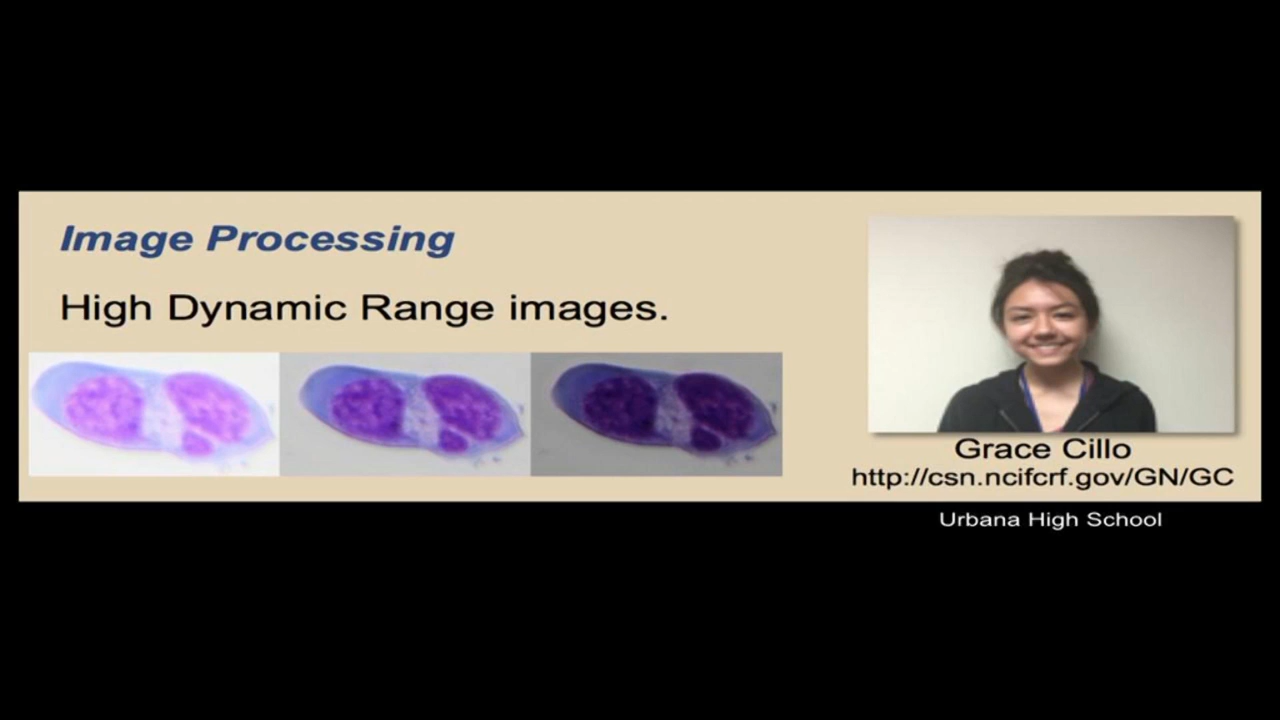 Image Processing
High Dynamic Range images.
Grace Cillo
http://csn.ncifcrf.gov/GN/GC
Urbana High School